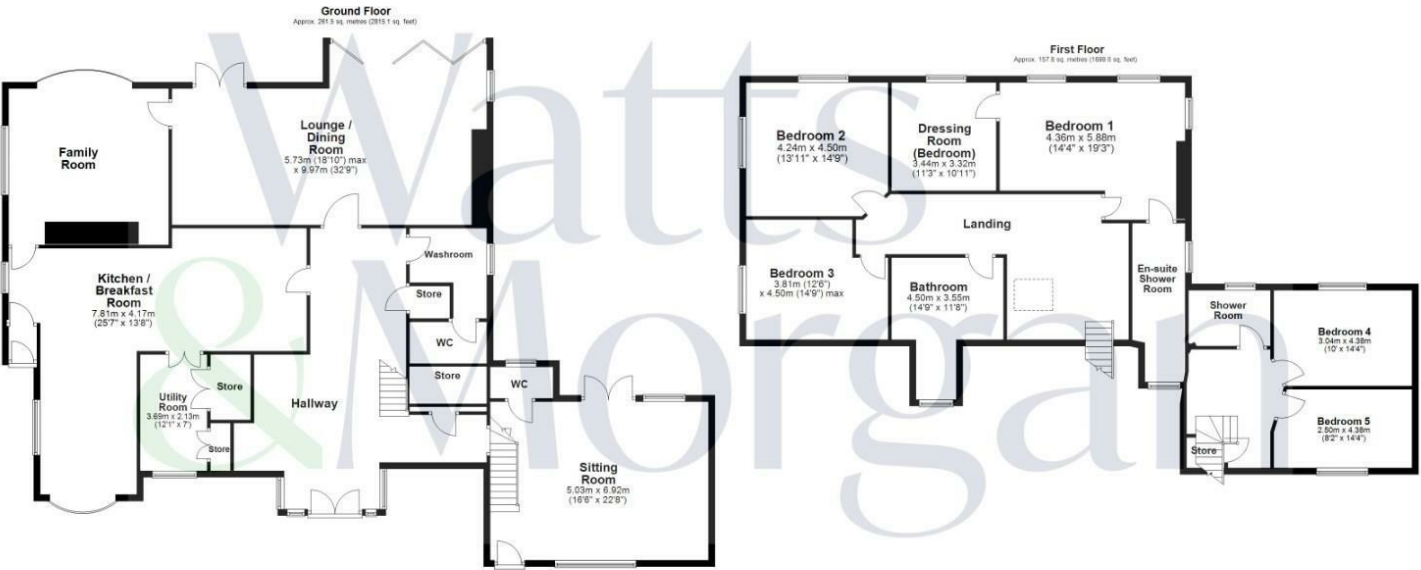 Ground Floor
Approx. 261.5 sq. metres (2815.1 sq. feet)
Family
Room
Lounge /
Dining
Room
5.73m (18'10") max
x 9.97m (32'9")
Kitchen /
Breakfast
Room
7.81m x 4.17m
(25'7" x 13'8")
Washroom
Store
WC
Store
Hallway
Utility
Room
3.69m x 2.13m
(12'1" x 7')
Store
Store
WC
Sitting
Room
5.03m x 6.92m
(16'6" x 22'8")
First Floor
Approx. 157.8 sq. metres (1699.0 sq. feet)
Bedroom 2
4.24m x 4.50m
(13'11" x 14'9")
Dressing
Room
(Bedroom)
3.44m x 3.32m
(11'3" x 10'11")
Bedroom 1
4.36m x 5.88m
(14'4" x 19'3")
Landing
Bedroom 3
3.81m (12'6")
x 4.50m (14'9") max
Bathroom
4.50m x 3.55m
(14'9" x 11'8")
En-suite
Shower
Room
Shower
Room
Bedroom 4
3.04m x 4.38m
(10' x 14'4")
Bedroom 5
2.50m x 4.38m
(8'2" x 14'4")
Store
Watts
& Morgan